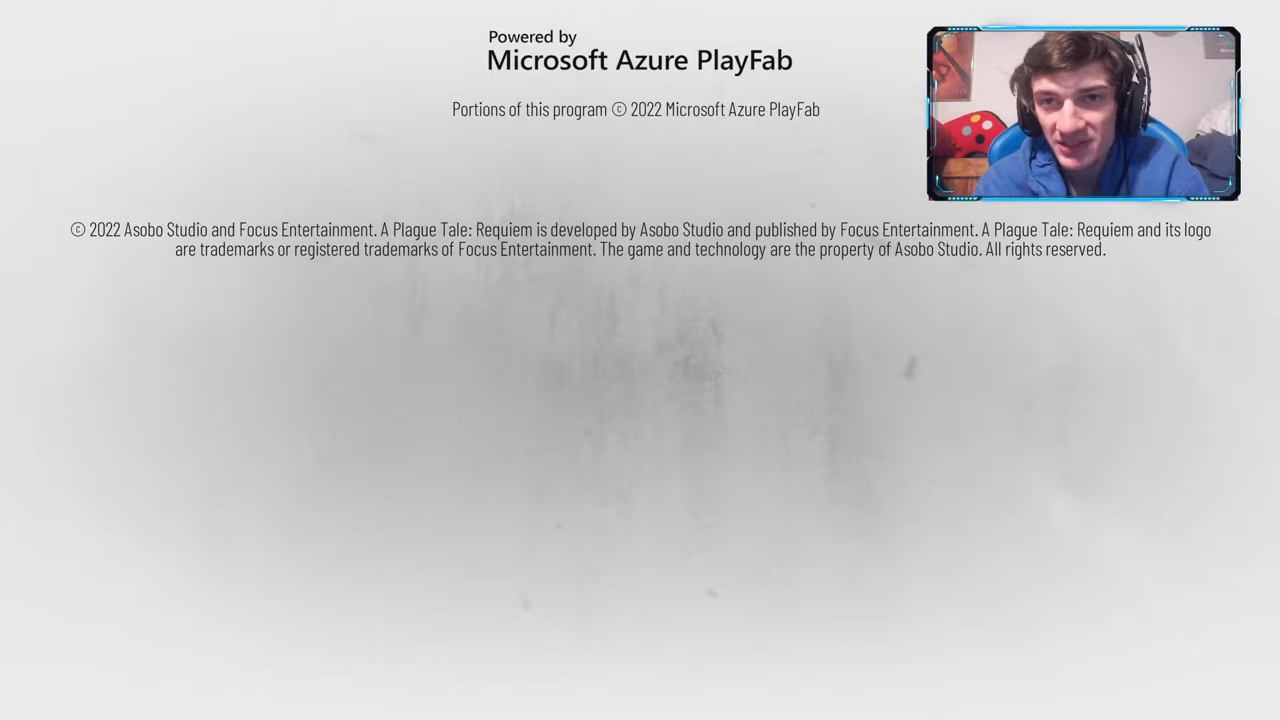 Powered by
Microsoft Azure PlayFab
Portions of this program © 2022 Microsoft Azure PlayFab
© 2022 Asobo Studio and Focus Entertainment. A Plague Tale: Requiem is developed by Asobo Studio and published by Focus Entertainment. A Plague Tale: Requiem and its logo
are trademarks or registered trademarks of Focus Entertainment. The game and technology are the property of Asobo Studio. All rights reserved.